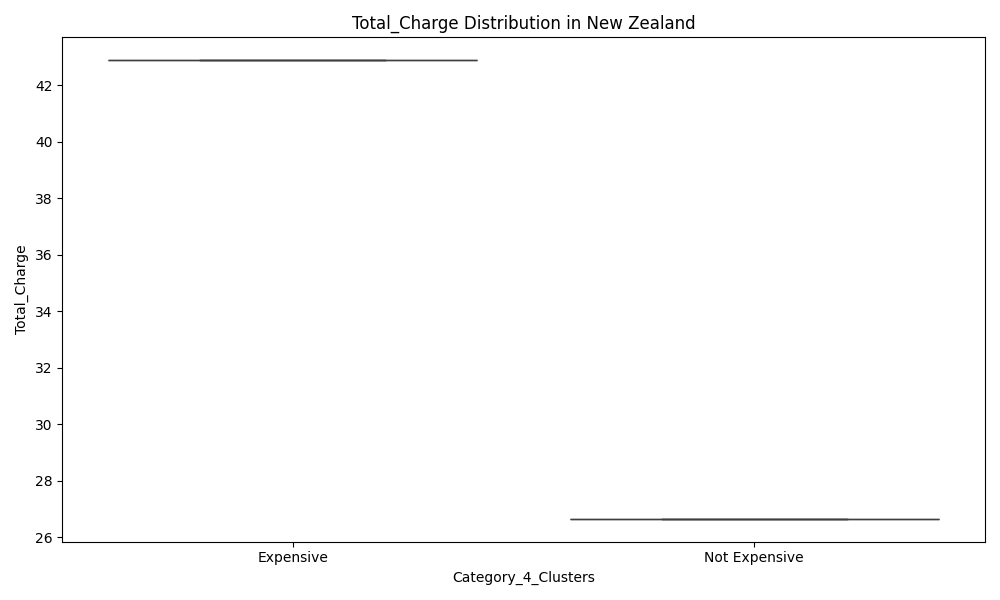 Total_Charge Distribution in New Zealand
Total_Charge
42
40
38
36
34
32
30
28
26
Expensive
Not Expensive
Category_4_Clusters